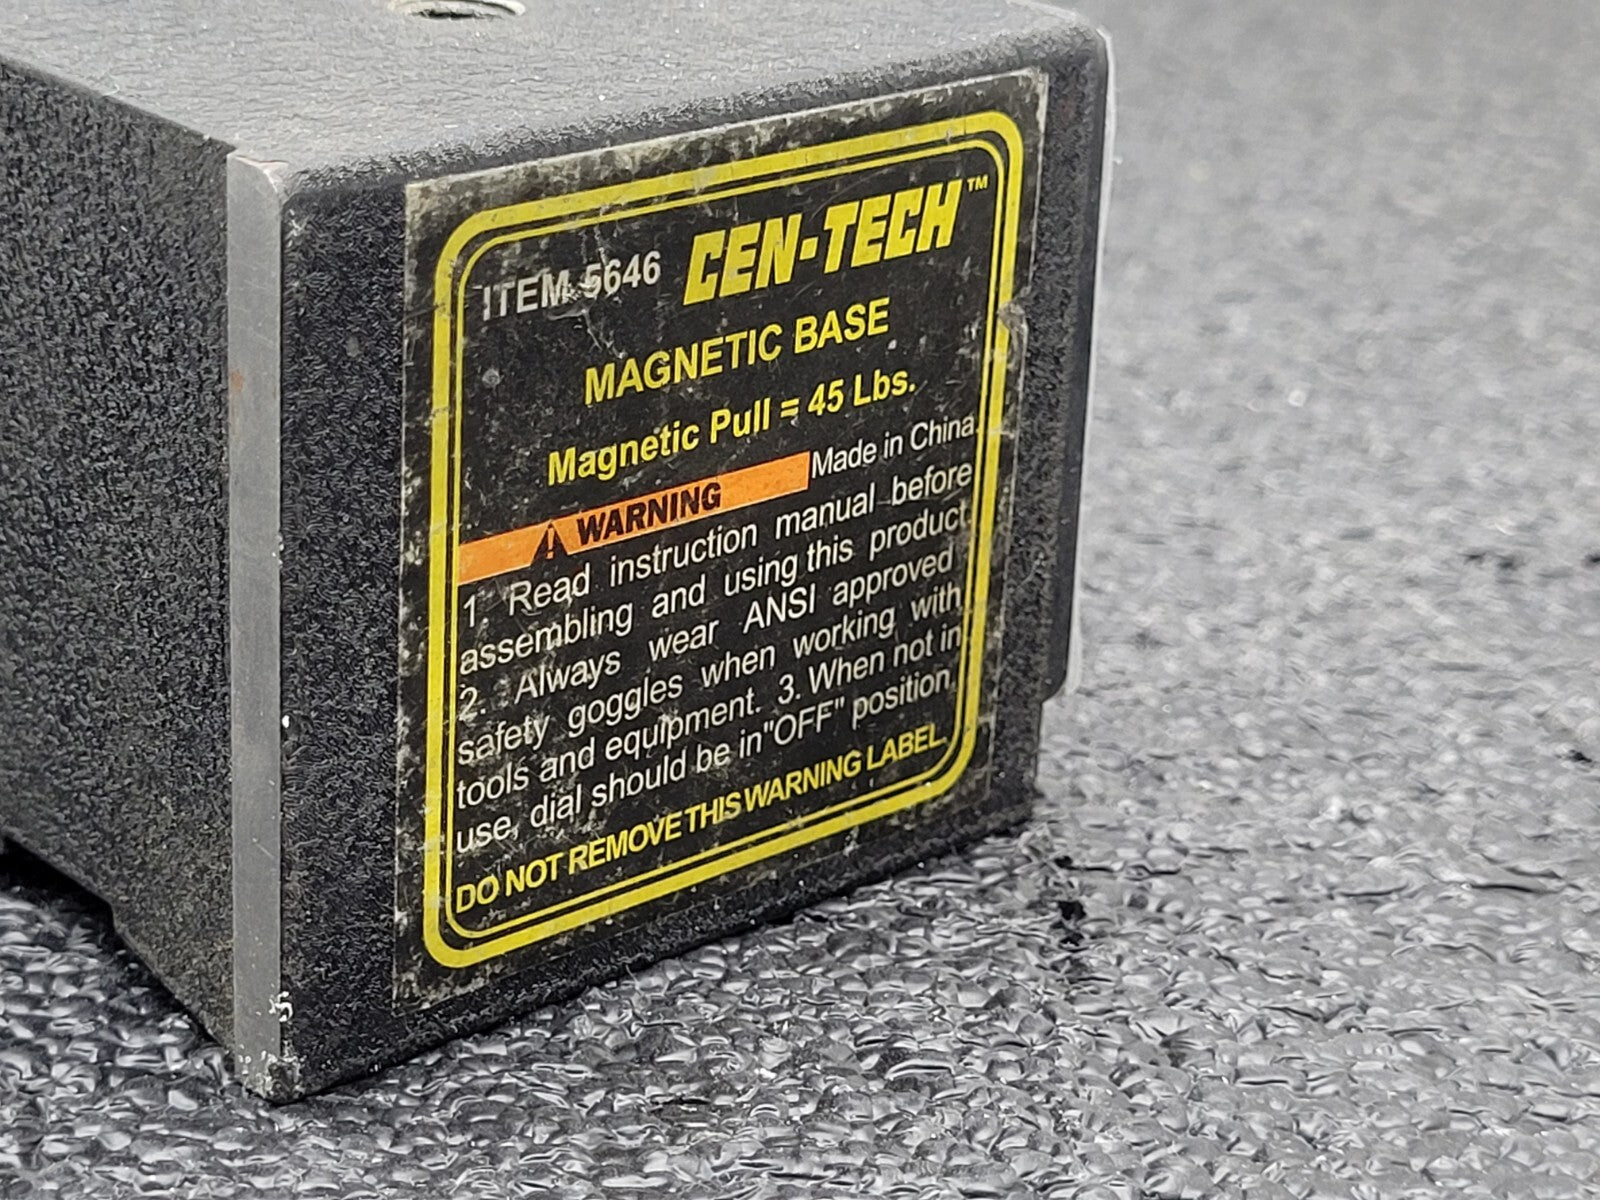 ITEM 5646 CEN-TECH™
MAGNETIC BASE
Magnetic Pull = 45 Lbs.
Made in China.
⚠ WARNING
1. Read instruction manual before
assembling and using this product.
2. Always wear ANSI approved
safety goggles when working with
tools and equipment. 3. When not in
use, dial should be in "OFF" position.
DO NOT REMOVE THIS WARNING LABEL.